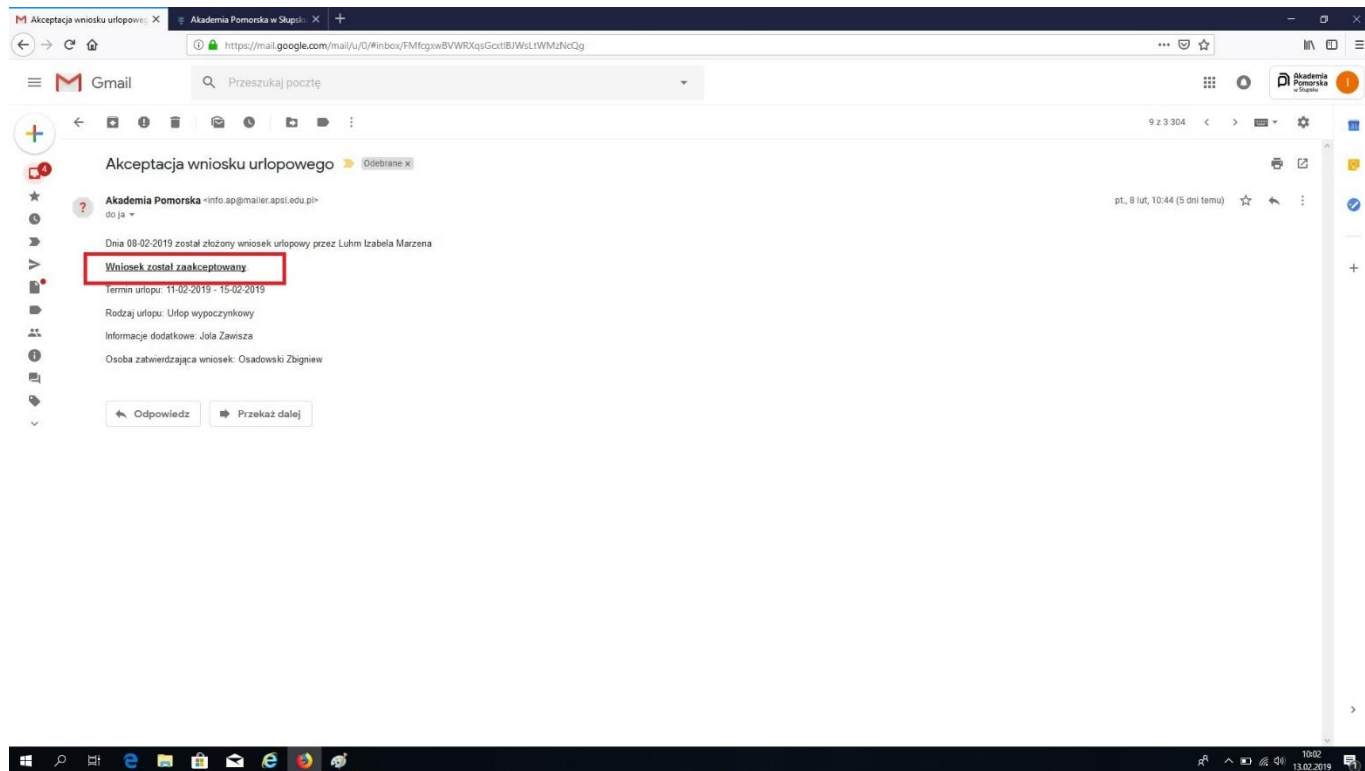 Akceptacja wniosku urlopoweg
Akademia Pomorska w Słupsk
https://mail.google.com/mail/u/0/#inbox/FMfcgxwBVWRXqsGcxtlBJWsLtWMzNcQg
Gmail
Przeszukaj pocztę
Akademia
Pomorska
w Słupsku
I
9 z 3 304
31
4
Akceptacja wniosku urlopowego
Odebrane x
?
Akademia Pomorska <info.ap@mailer.apsl.edu.pl>
pt., 8 lut, 10:44 (5 dni temu)
do ja
Dnia 08-02-2019 został złożony wniosek urlopowy przez Luhm Izabela Marzena
Wniosek został zaakceptowany.
Termin urlopu: 11-02-2019 - 15-02-2019
Rodzaj urlopu: Urlop wypoczynkowy
Informacje dodatkowe: Jola Zawisza
Osoba zatwierdzająca wniosek: Osadowski Zbigniew
Odpowiedz
Przekaż dalej
10:02
13.02.2019